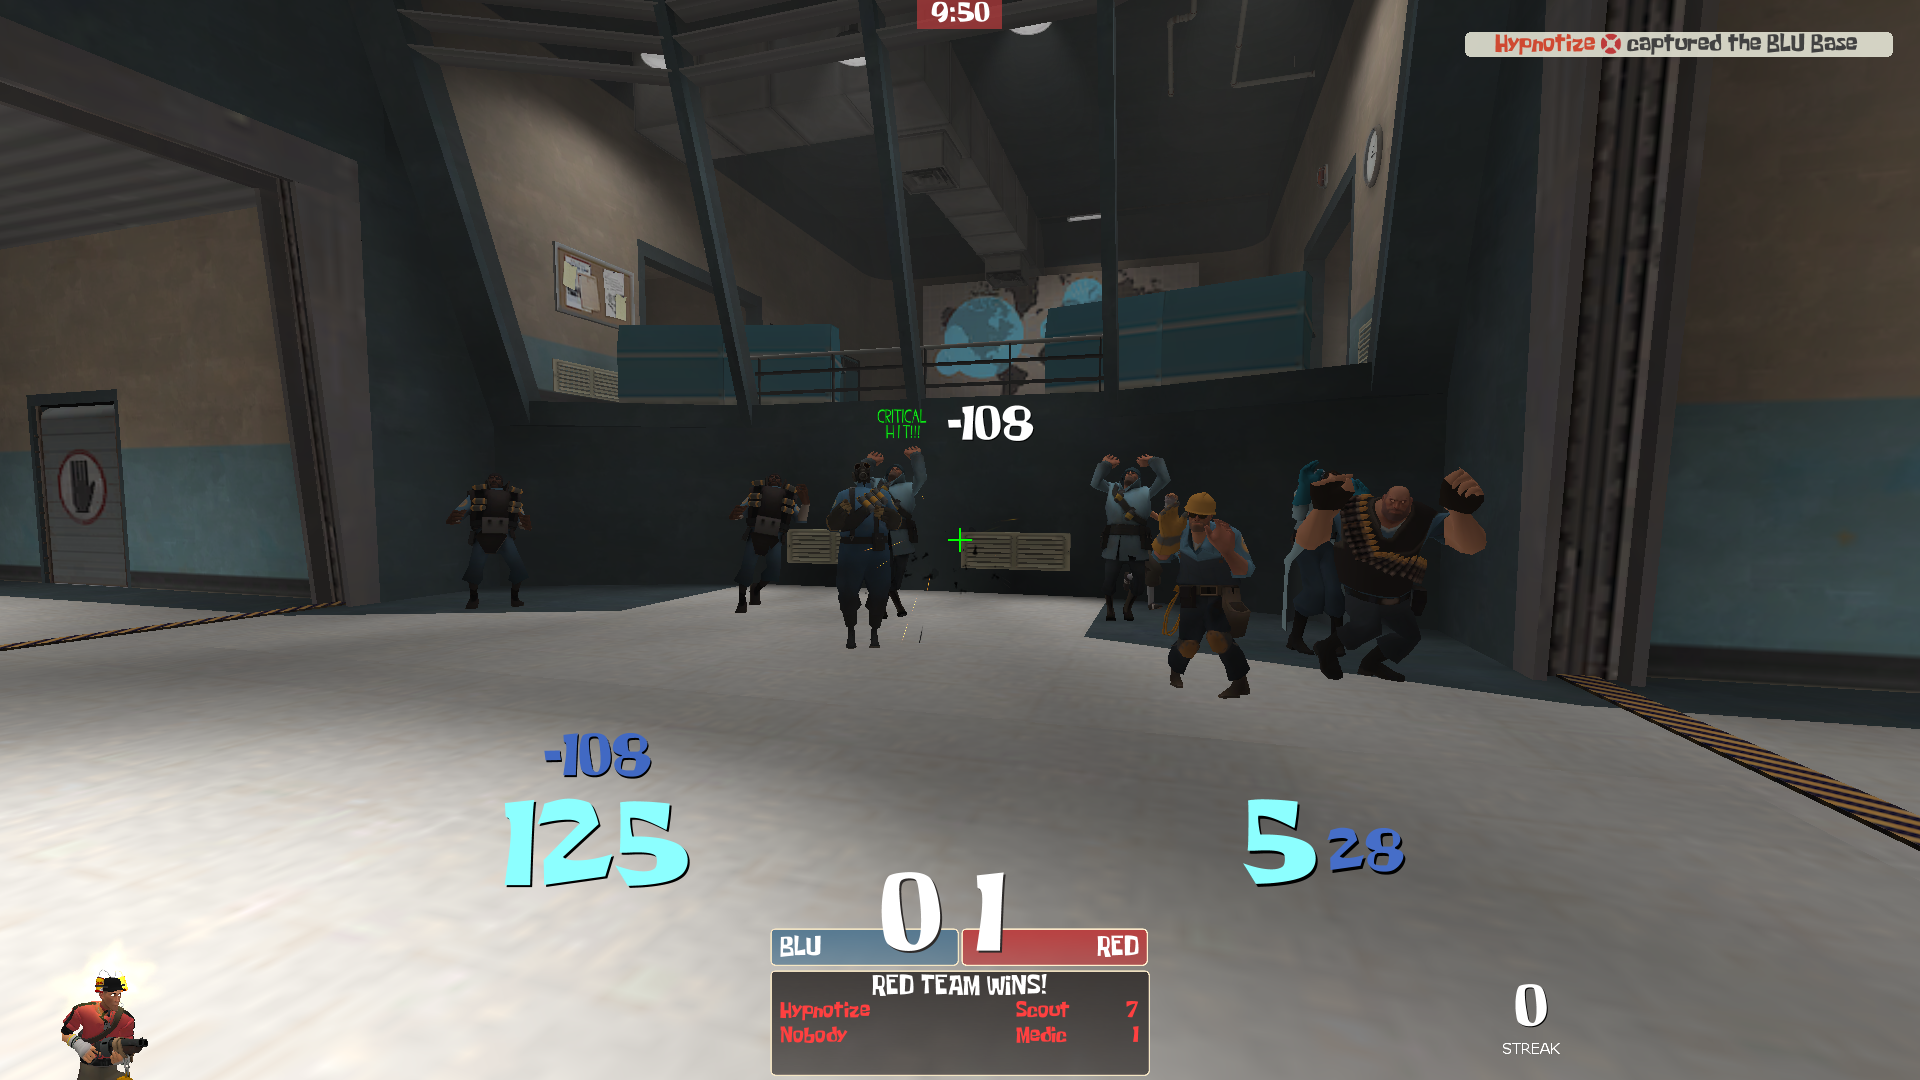 9:50
Hypnotize captured the BLU Base
CRITICAL
HIT!!!
-108
-108
125
5 28
0 1
BLU RED
RED TEAM WINS!
Hypnotize Scout 7
Nobody Medic 1
0
STREAK